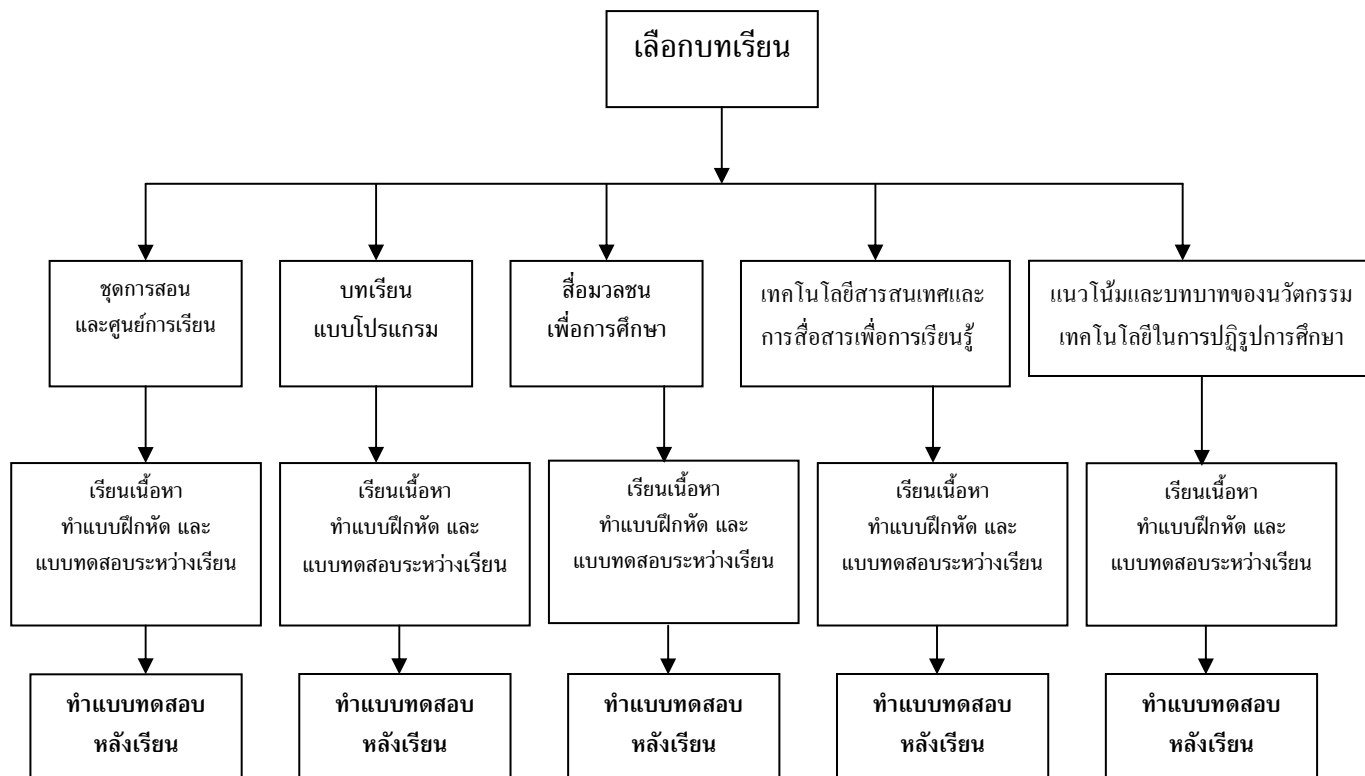 เลือกบทเรียน
ชุดการสอน
และศูนย์การเรียน
บทเรียน
แบบโปรแกรม
สื่อมวลชน
เพื่อการศึกษา
เทคโนโลยีสารสนเทศและ
การสื่อสารเพื่อการเรียนรู้
แนวโน้มและบทบาทของนวัตกรรม
เทคโนโลยีในการปฏิรูปการศึกษา
เรียนเนื้อหา
ทำแบบฝึกหัด และ
แบบทดสอบระหว่างเรียน
เรียนเนื้อหา
ทำแบบฝึกหัด และ
แบบทดสอบระหว่างเรียน
เรียนเนื้อหา
ทำแบบฝึกหัด และ
แบบทดสอบระหว่างเรียน
เรียนเนื้อหา
ทำแบบฝึกหัด และ
แบบทดสอบระหว่างเรียน
เรียนเนื้อหา
ทำแบบฝึกหัด และ
แบบทดสอบระหว่างเรียน
ทำแบบทดสอบ
หลังเรียน
ทำแบบทดสอบ
หลังเรียน
ทำแบบทดสอบ
หลังเรียน
ทำแบบทดสอบ
หลังเรียน
ทำแบบทดสอบ
หลังเรียน